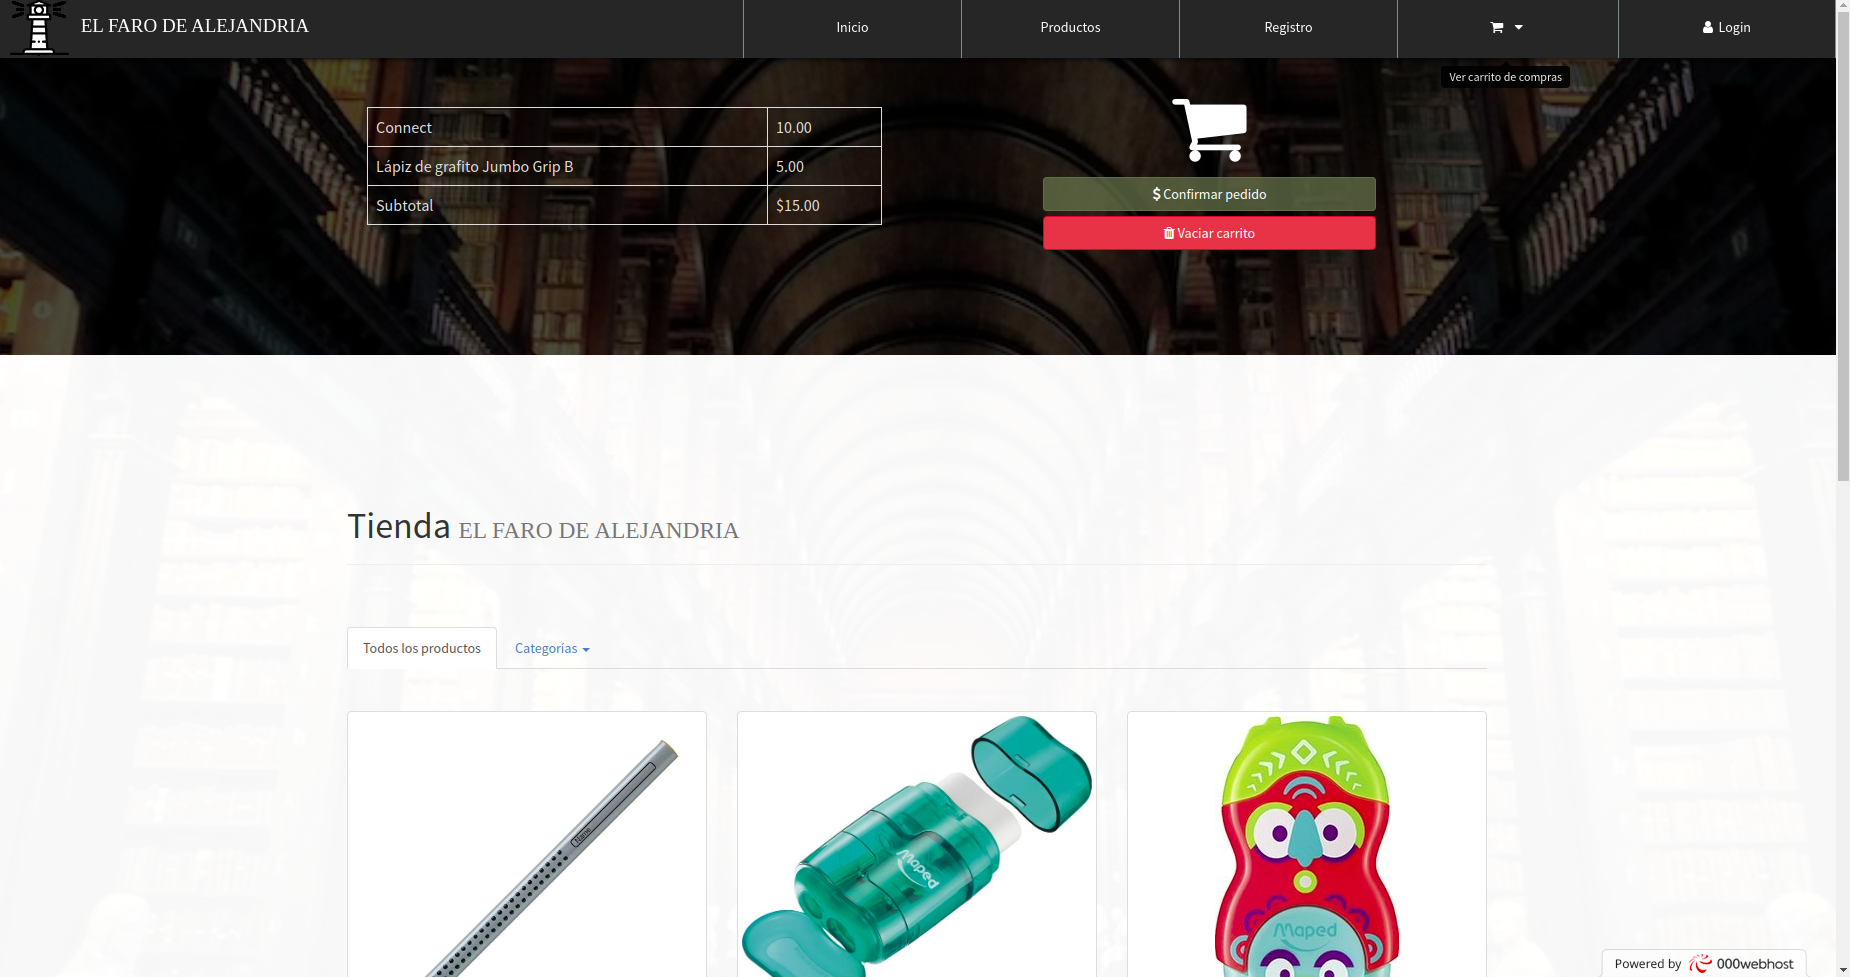 EL FARO DE ALEJANDRIA
Inicio
Productos
Registro
Login
Ver carrito de compras
Connect 10.00
Lápiz de grafito Jumbo Grip B 5.00
Subtotal $15.00
$ Confirmar pedido
Vaciar carrito
Tienda EL FARO DE ALEJANDRIA
Todos los productos
Categorías
Name
Maped
Maped
Powered by 000webhost